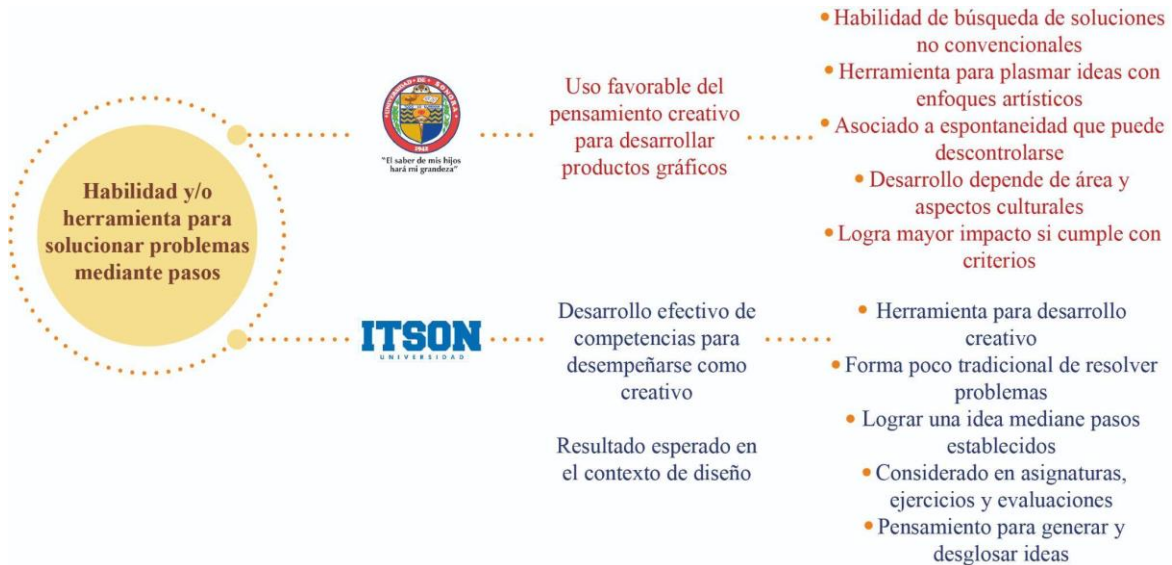 Habilidad y/o
herramienta para
solucionar problemas
mediante pasos
UNIVERSIDAD • DE • SONORA
1942
"El saber de mis hijos
hará mi grandeza"
Uso favorable del
pensamiento creativo
para desarrollar
productos gráficos
• Habilidad de búsqueda de soluciones
no convencionales
• Herramienta para plasmar ideas con
enfoques artísticos
• Asociado a espontaneidad que puede
descontrolarse
• Desarrollo depende de área y
aspectos culturales
• Logra mayor impacto si cumple con
criterios
ITSON
UNIVERSIDAD
Desarrollo efectivo de
competencias para
desempeñarse como
creativo
Resultado esperado en
el contexto de diseño
• Herramienta para desarrollo
creativo
• Forma poco tradicional de resolver
problemas
• Lograr una idea mediane pasos
establecidos
• Considerado en asignaturas,
ejercicios y evaluaciones
• Pensamiento para generar y
desglosar ideas